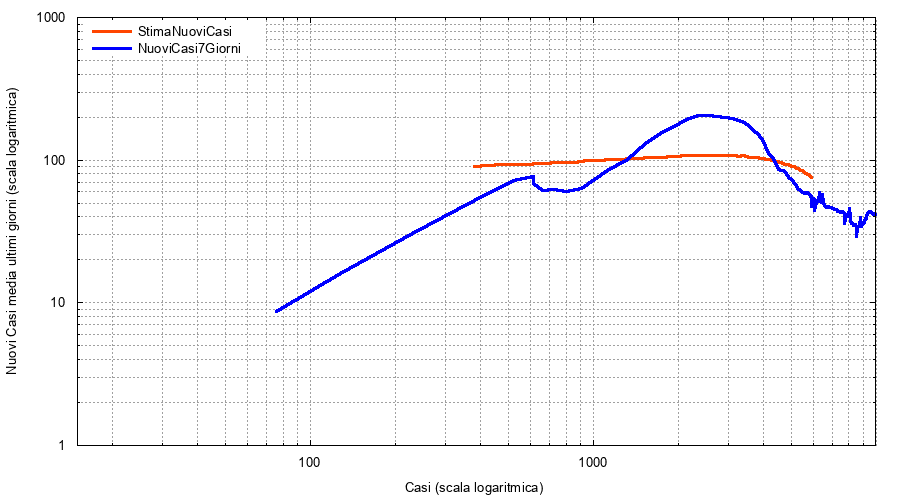 1000
StimaNuoviCasi
NuoviCasi7Giorni
100
10
1
Nuovi Casi media ultimi giorni (scala logaritmica)
100
1000
Casi (scala logaritmica)